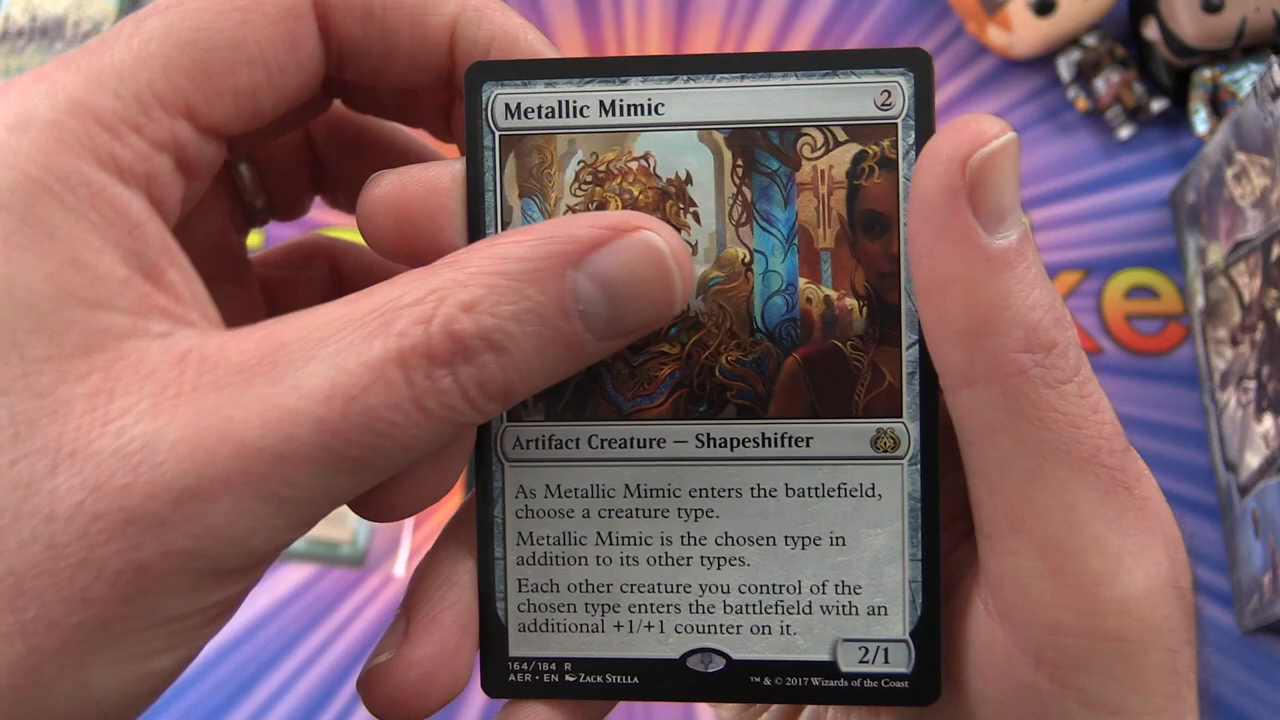 Metallic Mimic 2
ke
Artifact Creature — Shapeshifter
As Metallic Mimic enters the battlefield,
choose a creature type.
Metallic Mimic is the chosen type in
addition to its other types.
Each other creature you control of the
chosen type enters the battlefield with an
additional +1/+1 counter on it.
2/1
164/184 R
AER • EN Zack Stella
™ & © 2017 Wizards of the Coast